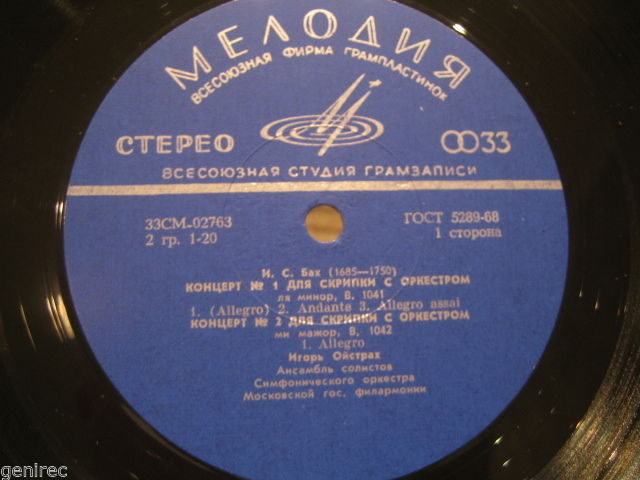 МЕЛОДИЯ
ВСЕСОЮЗНАЯ ФИРМА ГРАМПЛАСТИНОК
СТЕРЕО
33
ВСЕСОЮЗНАЯ СТУДИЯ ГРАМЗАПИСИ
33СМ-02763
ГОСТ 5289-68
2 гр. 1-20
1 сторона
И. С. Бах (1685—1750)
КОНЦЕРТ № 1 ДЛЯ СКРИПКИ С ОРКЕСТРОМ
ля минор, В. 1041
1. (Allegro) 2. Andante 3. Allegro assai
КОНЦЕРТ № 2 ДЛЯ СКРИПКИ С ОРКЕСТРОМ
ми мажор, В. 1042
1. Allegro
Игорь Ойстрах
Ансамбль солистов
Симфонического оркестра
Московской гос. филармонии
genirec